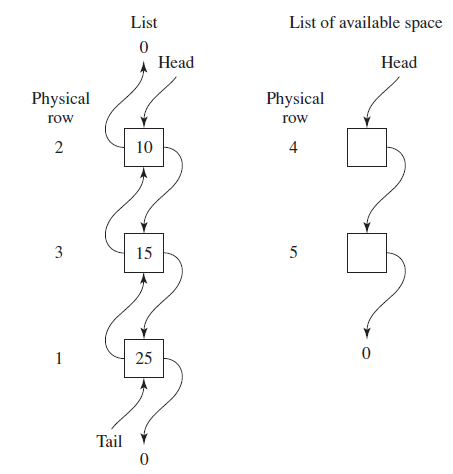 List
0
Head
Physical
row
2
10
3
15
1
25
Tail
0
List of available space
Head
Physical
row
4
5
0